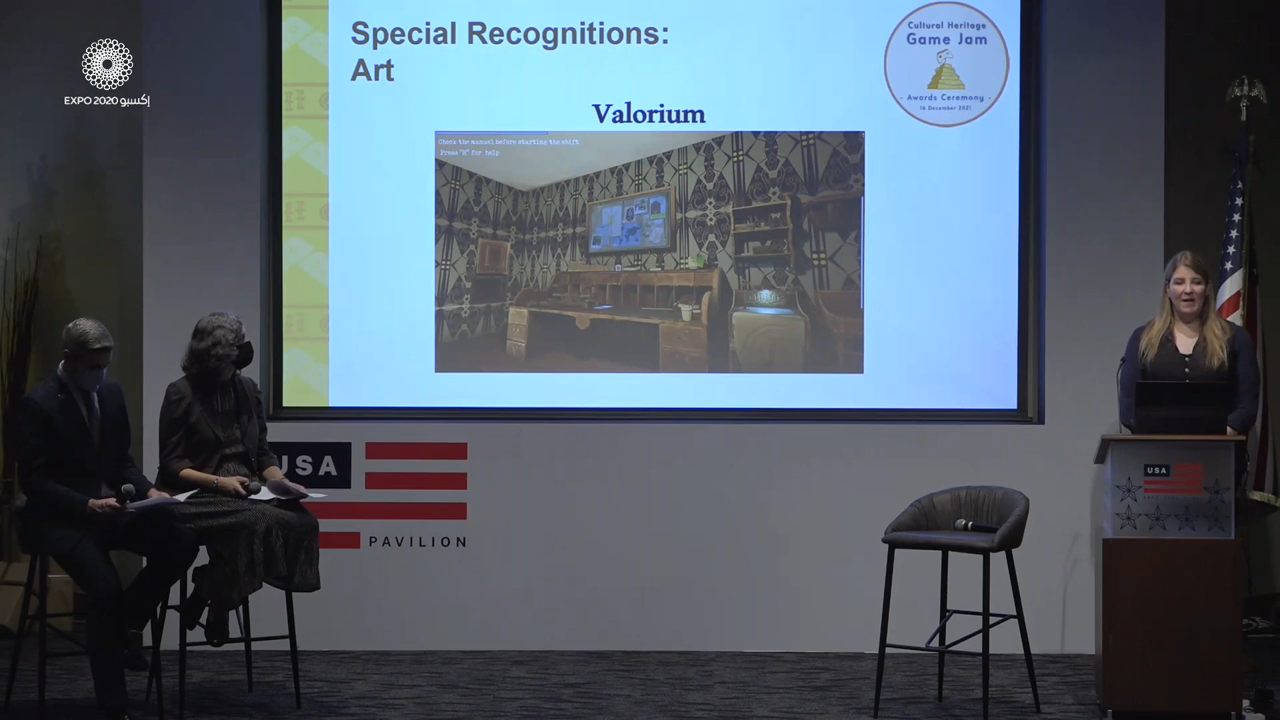 EXPO 2020 إكسبو
Special Recognitions:
Art
Cultural Heritage
Game Jam
- Awards Ceremony -
16 December 2021
Valorium
Check the manual before starting the shift
Press "H" for help
USA
PAVILION
USA